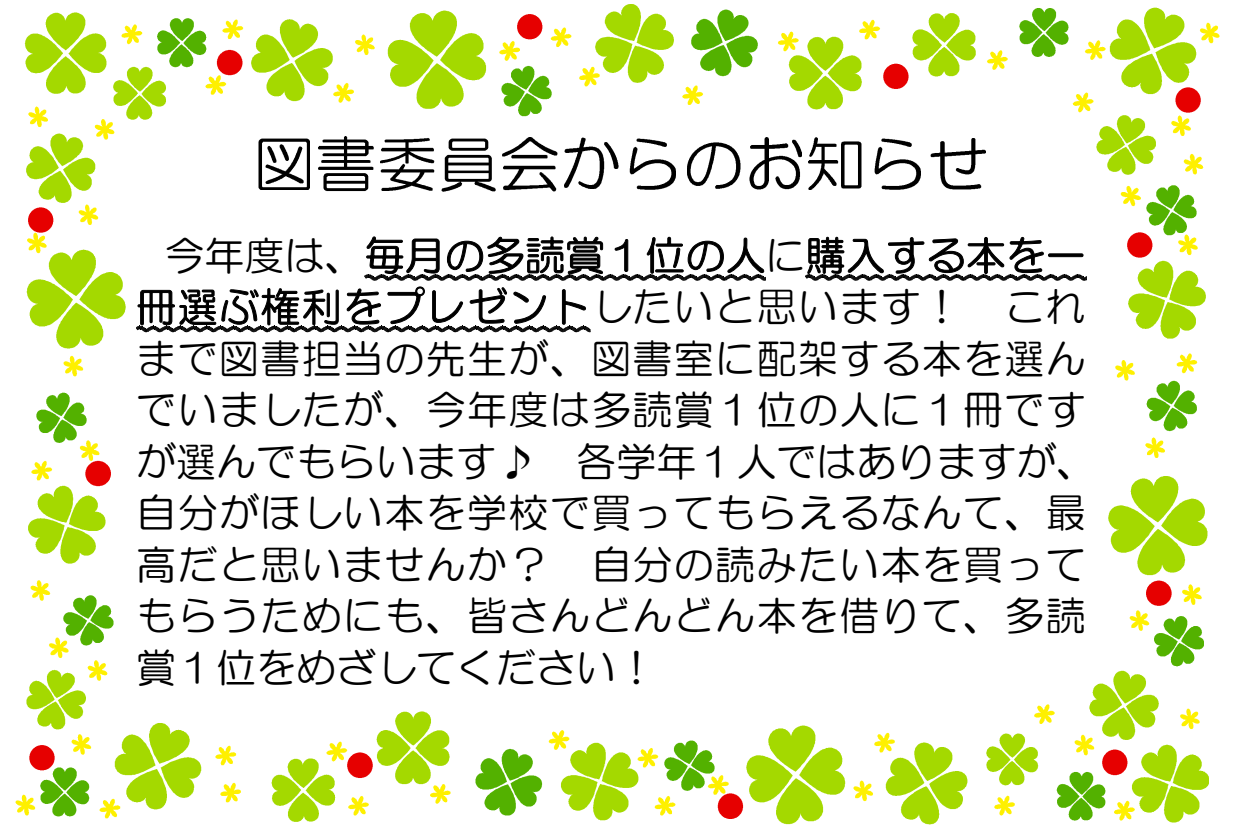 図書委員会からのお知らせ
今年度は、毎月の多読賞１位の人に購入する本を一
冊選ぶ権利をプレゼントしたいと思います！　これ
まで図書担当の先生が、図書室に配架する本を選ん
でいましたが、今年度は多読賞１位の人に１冊です
が選んでもらいます♪　各学年１人ではありますが、
自分がほしい本を学校で買ってもらえるなんて、最
高だと思いませんか？　自分の読みたい本を買って
もらうためにも、皆さんどんどん本を借りて、多読
賞１位をめざしてください！